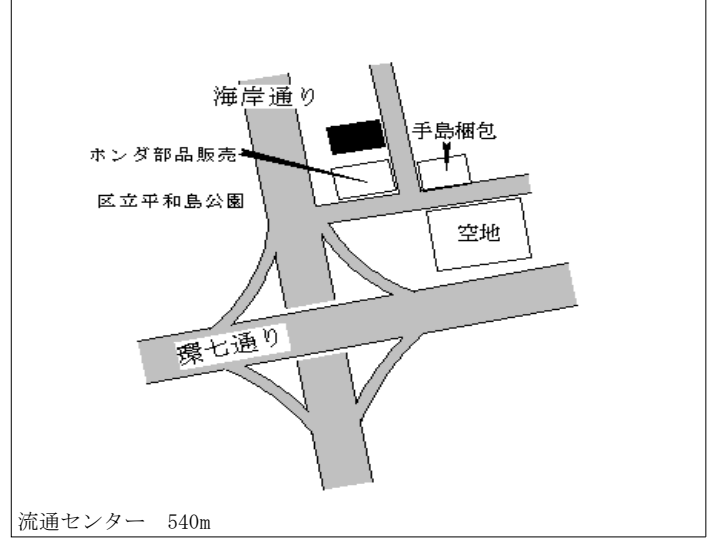 海岸通り
手島梱包
ホンダ部品販売
区立平和島公園
空地
環七通り
流通センター　540m